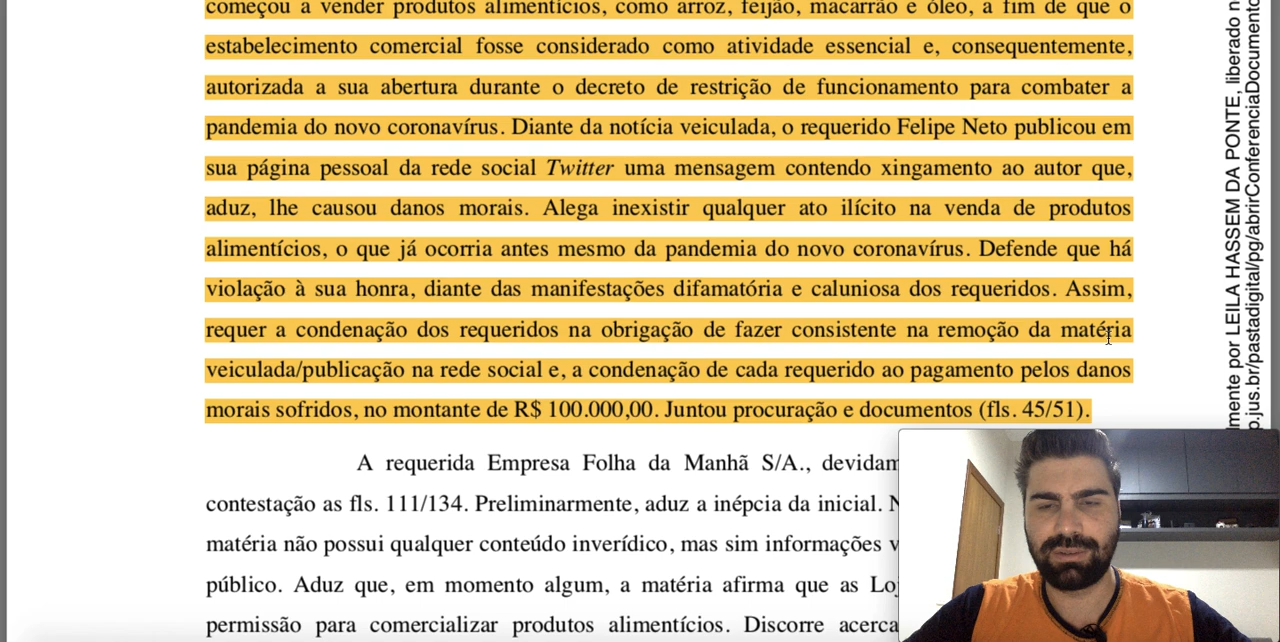 começou a vender produtos alimentícios, como arroz, feijão, macarrão e óleo, a fim de que o
estabelecimento comercial fosse considerado como atividade essencial e, consequentemente,
autorizada a sua abertura durante o decreto de restrição de funcionamento para combater a
pandemia do novo coronavírus. Diante da notícia veiculada, o requerido Felipe Neto publicou em
sua página pessoal da rede social Twitter uma mensagem contendo xingamento ao autor que,
aduz, lhe causou danos morais. Alega inexistir qualquer ato ilícito na venda de produtos
alimentícios, o que já ocorria antes mesmo da pandemia do novo coronavírus. Defende que há
violação à sua honra, diante das manifestações difamatória e caluniosa dos requeridos. Assim,
requer a condenação dos requeridos na obrigação de fazer consistente na remoção da matéria
veiculada/publicação na rede social e, a condenação de cada requerido ao pagamento pelos danos
morais sofridos, no montante de R$ 100.000,00. Juntou procuração e documentos (fls. 45/51).
A requerida Empresa Folha da Manhã S/A., devidam
contestação as fls. 111/134. Preliminarmente, aduz a inépcia da inicial. N
matéria não possui qualquer conteúdo inverídico, mas sim informações v
público. Aduz que, em momento algum, a matéria afirma que as Loj
permissão para comercializar produtos alimentícios. Discorre acerca
lmente por LEILA HASSEM DA PONTE, liberado n
p.jus.br/pastadigital/pg/abrirConferenciaDocumento